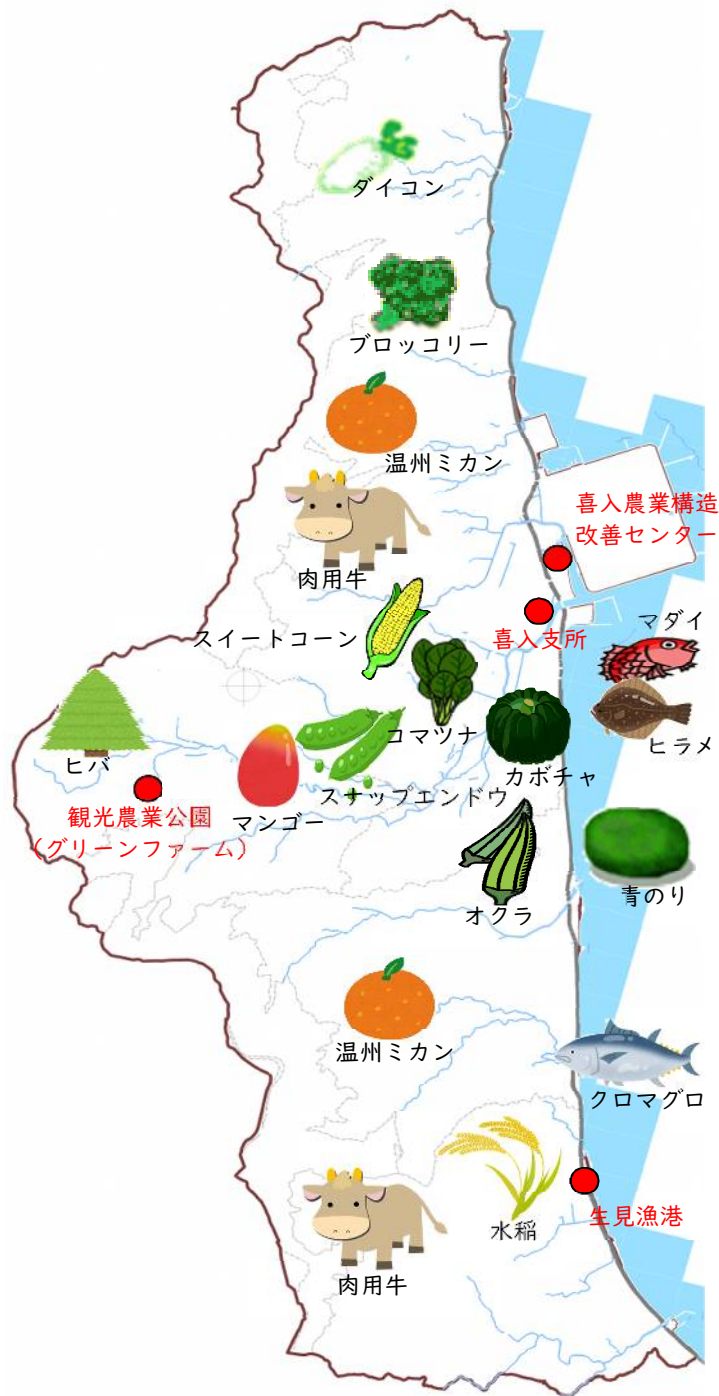 ダイコン
ブロッコリー
温州ミカン
喜入農業構造
改善センター
肉用牛
マダイ
スイートコーン
喜入支所
コマツナ
ヒラメ
ヒバ
カボチャ
スナップエンドウ
マンゴー
観光農業公園
(グリーンファーム)
青のり
オクラ
温州ミカン
クロマグロ
水稲
生見漁港
肉用牛